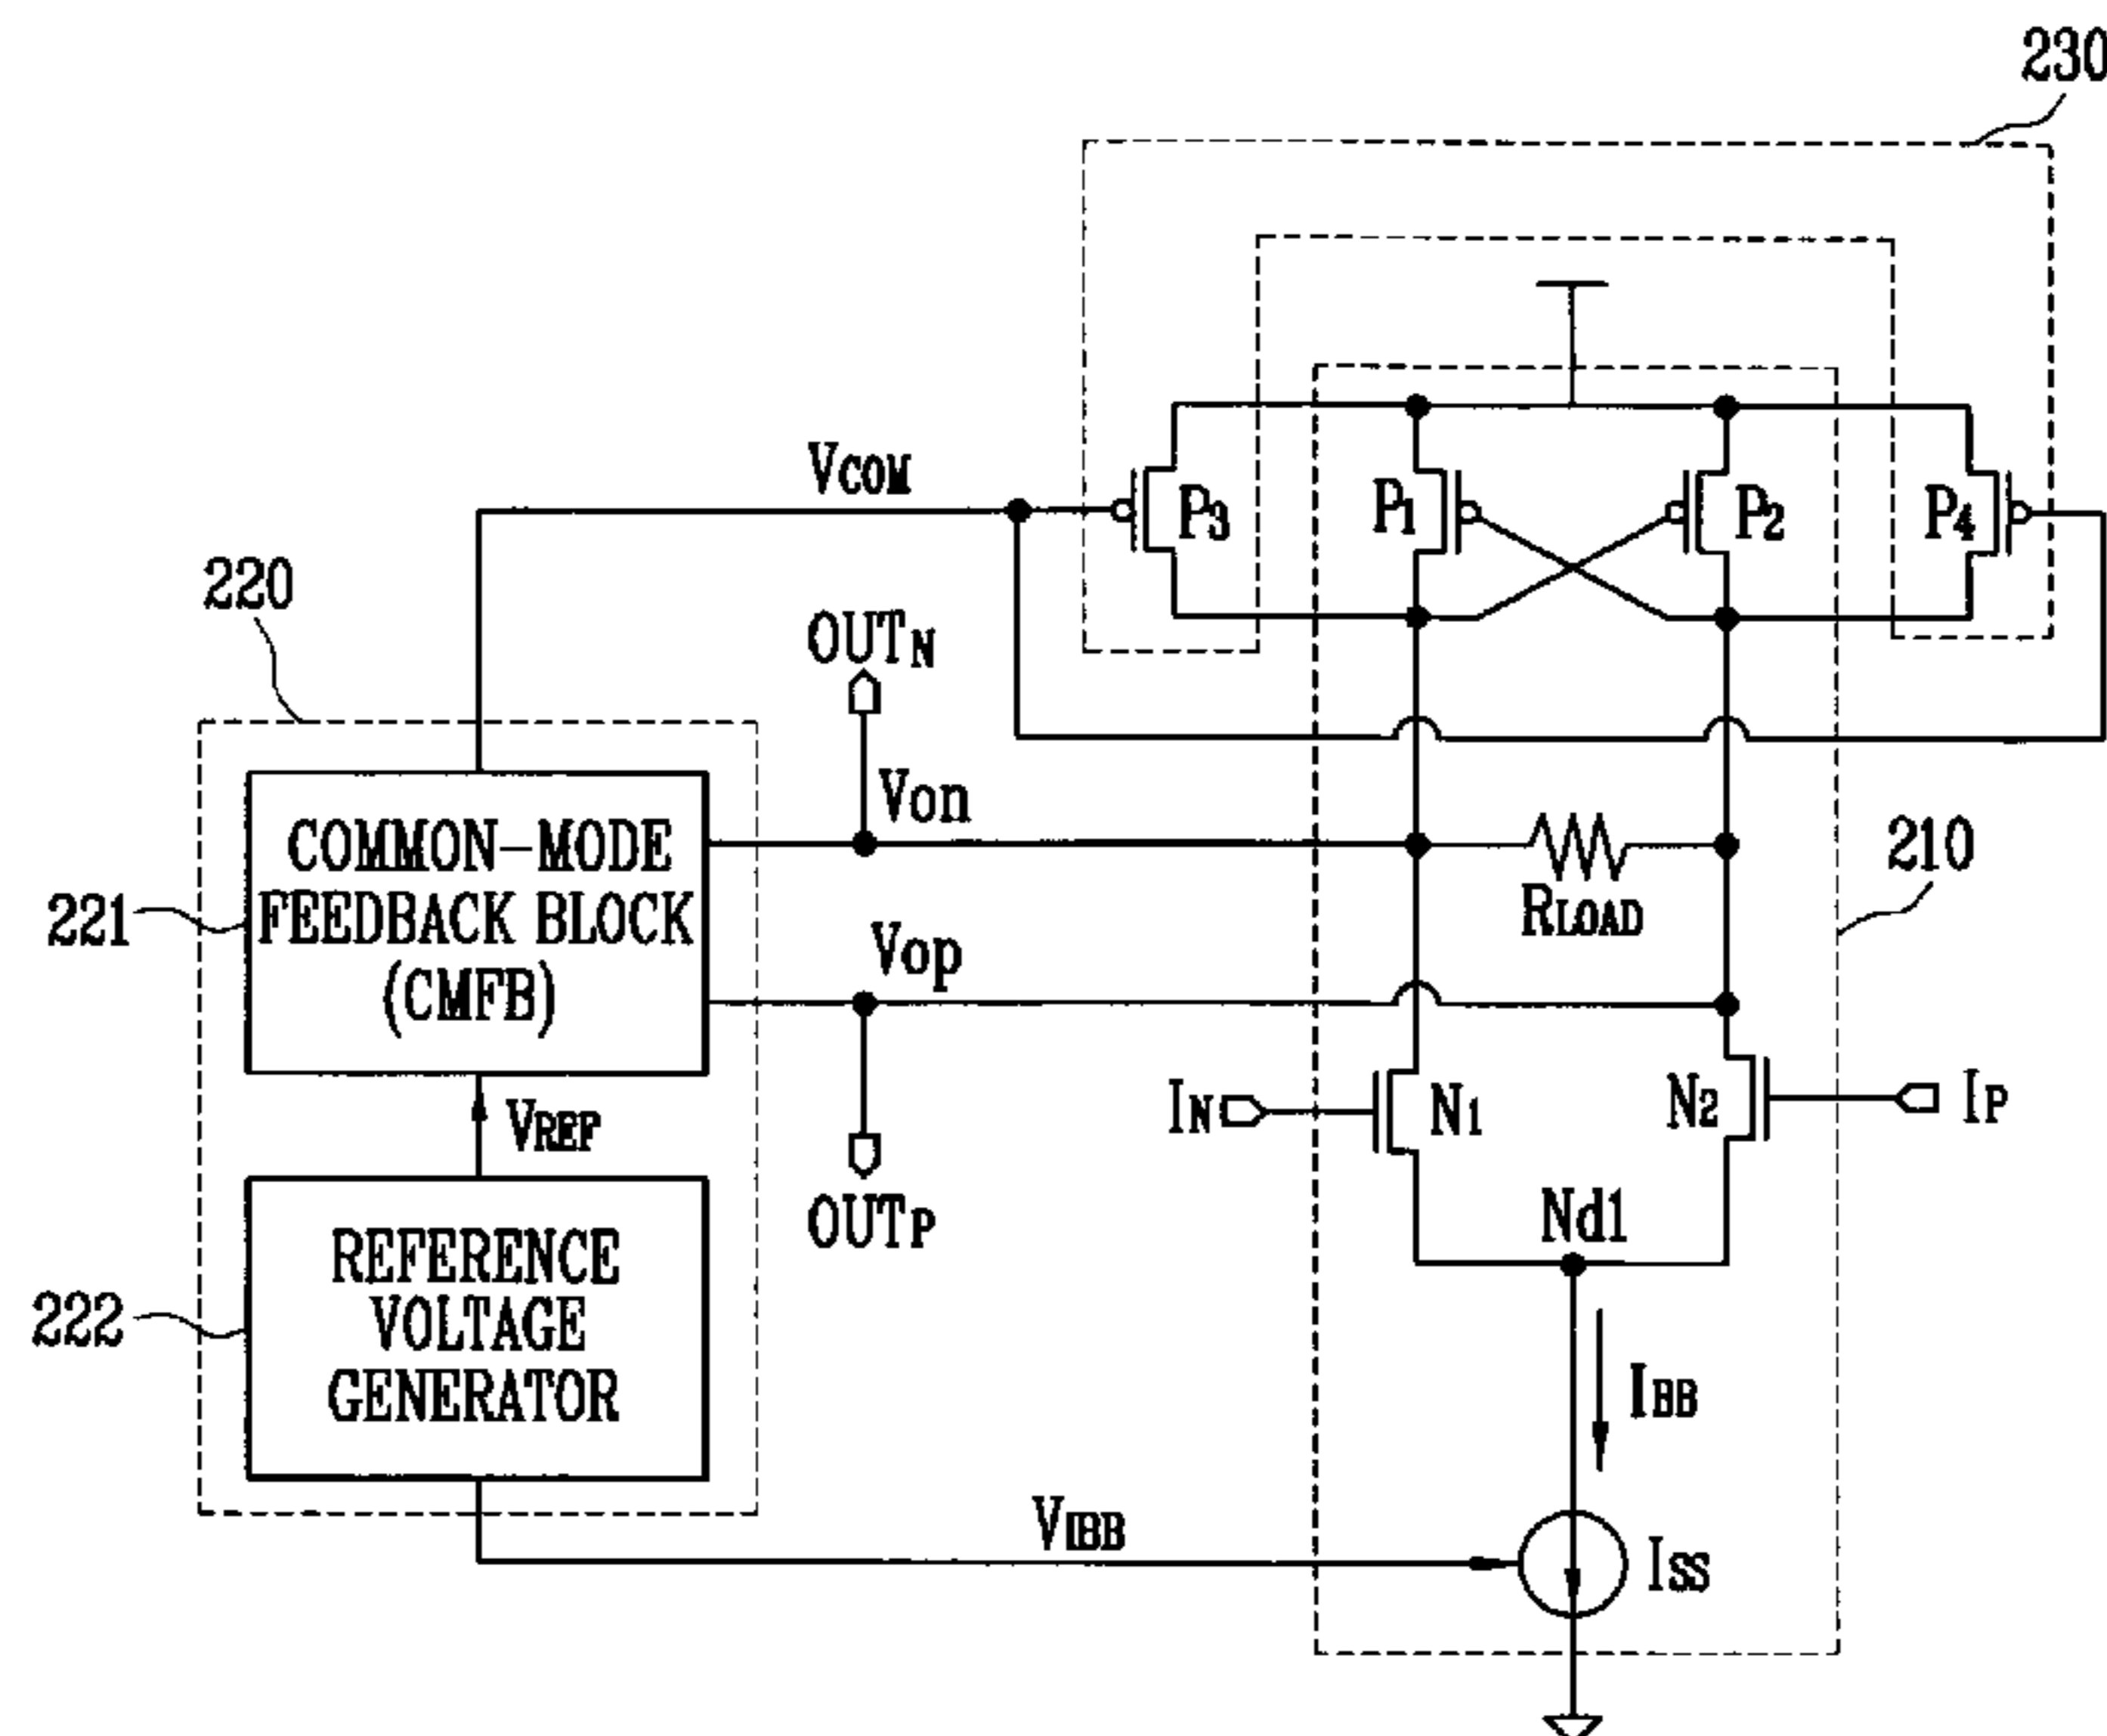 230
VCOM
P3
P1
P2
P4
220
OUTN
Von
COMMON-MODE
FEEDBACK BLOCK
(CMFB)
221
RLOAD
210
Vop
VREF
IN
N1
N2
IP
OUTP
Nd1
REFERENCE
VOLTAGE
GENERATOR
222
IBB
VIBB
ISS